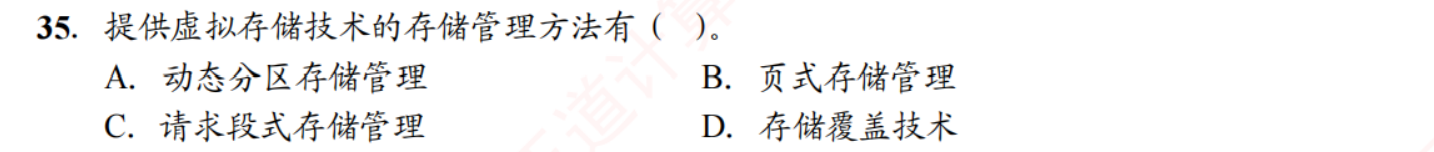 35. 提供虚拟存储技术的存储管理方法有（ ）。
A. 动态分区存储管理 B. 页式存储管理
C. 请求段式存储管理 D. 存储覆盖技术